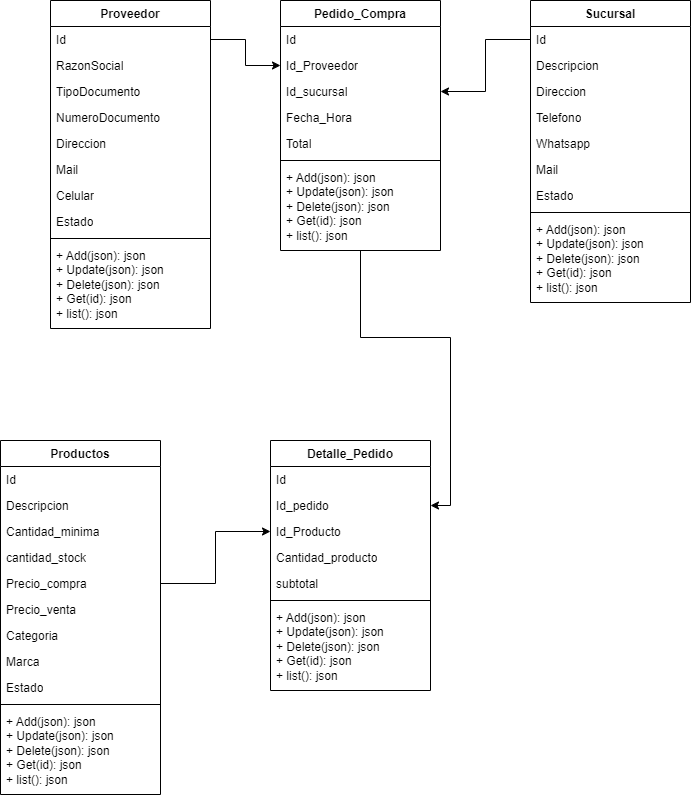 Proveedor
Id
RazonSocial
TipoDocumento
NumeroDocumento
Direccion
Mail
Celular
Estado
+ Add(json): json
+ Update(json): json
+ Delete(json): json
+ Get(id): json
+ list(): json
Pedido_Compra
Id
Id_Proveedor
Id_sucursal
Fecha_Hora
Total
+ Add(json): json
+ Update(json): json
+ Delete(json): json
+ Get(id): json
+ list(): json
Sucursal
Id
Descripcion
Direccion
Telefono
Whatsapp
Mail
Estado
+ Add(json): json
+ Update(json): json
+ Delete(json): json
+ Get(id): json
+ list(): json
Productos
Id
Descripcion
Cantidad_minima
cantidad_stock
Precio_compra
Precio_venta
Categoria
Marca
Estado
+ Add(json): json
+ Update(json): json
+ Delete(json): json
+ Get(id): json
+ list(): json
Detalle_Pedido
Id
Id_pedido
Id_Producto
Cantidad_producto
subtotal
+ Add(json): json
+ Update(json): json
+ Delete(json): json
+ Get(id): json
+ list(): json